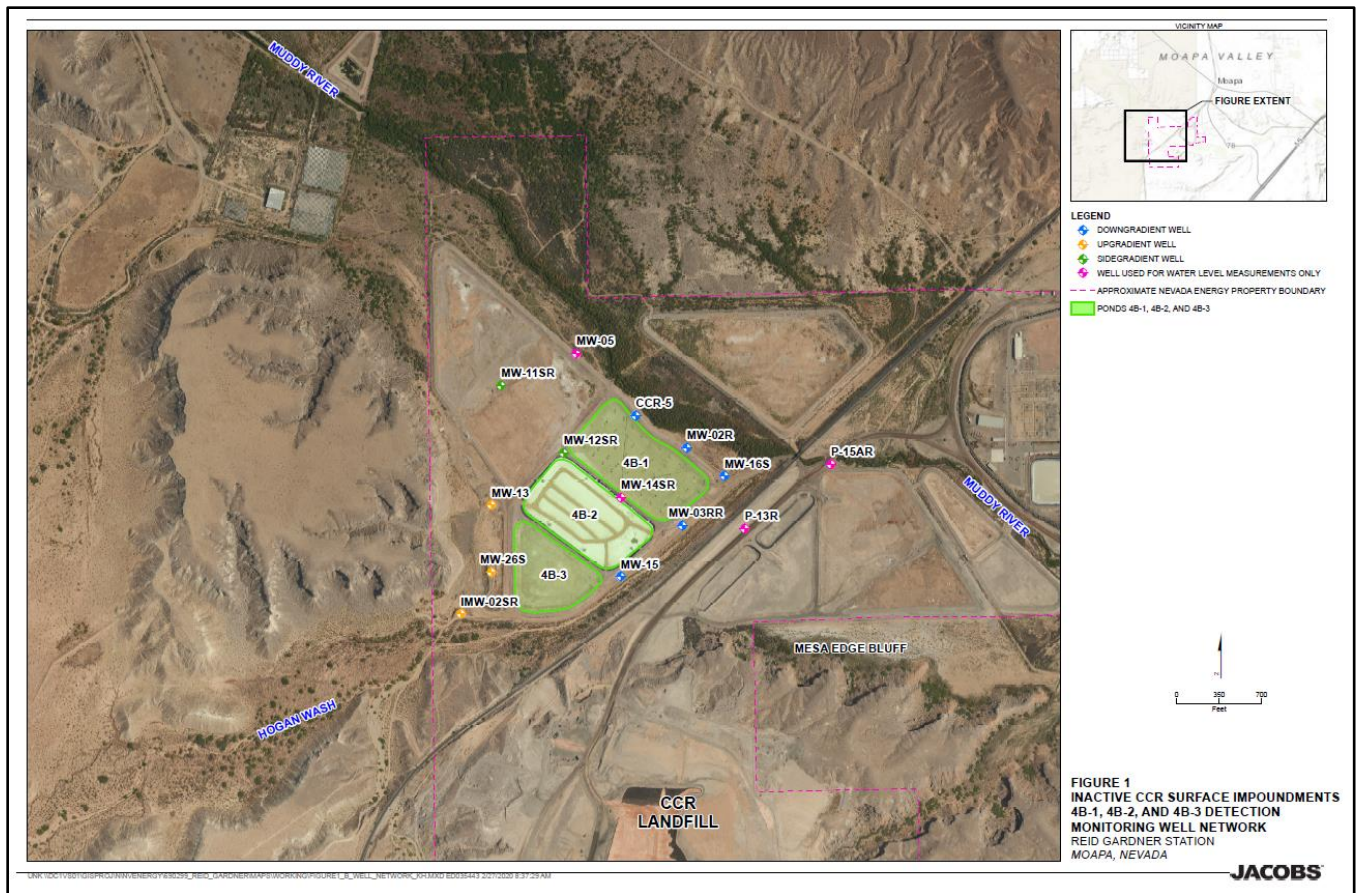 VICINITY MAP
MOAPA VALLEY
Moapa
FIGURE EXTENT
78
15
LEGEND
DOWNGRADIENT WELL
UPGRADIENT WELL
SIDEGRADIENT WELL
WELL USED FOR WATER LEVEL MEASUREMENTS ONLY
APPROXIMATE NEVADA ENERGY PROPERTY BOUNDARY
PONDS 4B-1, 4B-2, AND 4B-3
MUDDY RIVER
MW-05
MW-11SR
CCR-5
MW-02R
MW-12SR
4B-1
MW-16S
P-15AR
MW-14SR
MUDDY RIVER
MW-13
4B-2
MW-03RR
P-13R
MW-26S
4B-3
MW-15
IMW-02SR
MESA EDGE BLUFF
HOGAN WASH
CCR
LANDFILL
N
0 350 700
Feet
FIGURE 1
INACTIVE CCR SURFACE IMPOUNDMENTS
4B-1, 4B-2, AND 4B-3 DETECTION
MONITORING WELL NETWORK
REID GARDNER STATION
MOAPA, NEVADA
JACOBS